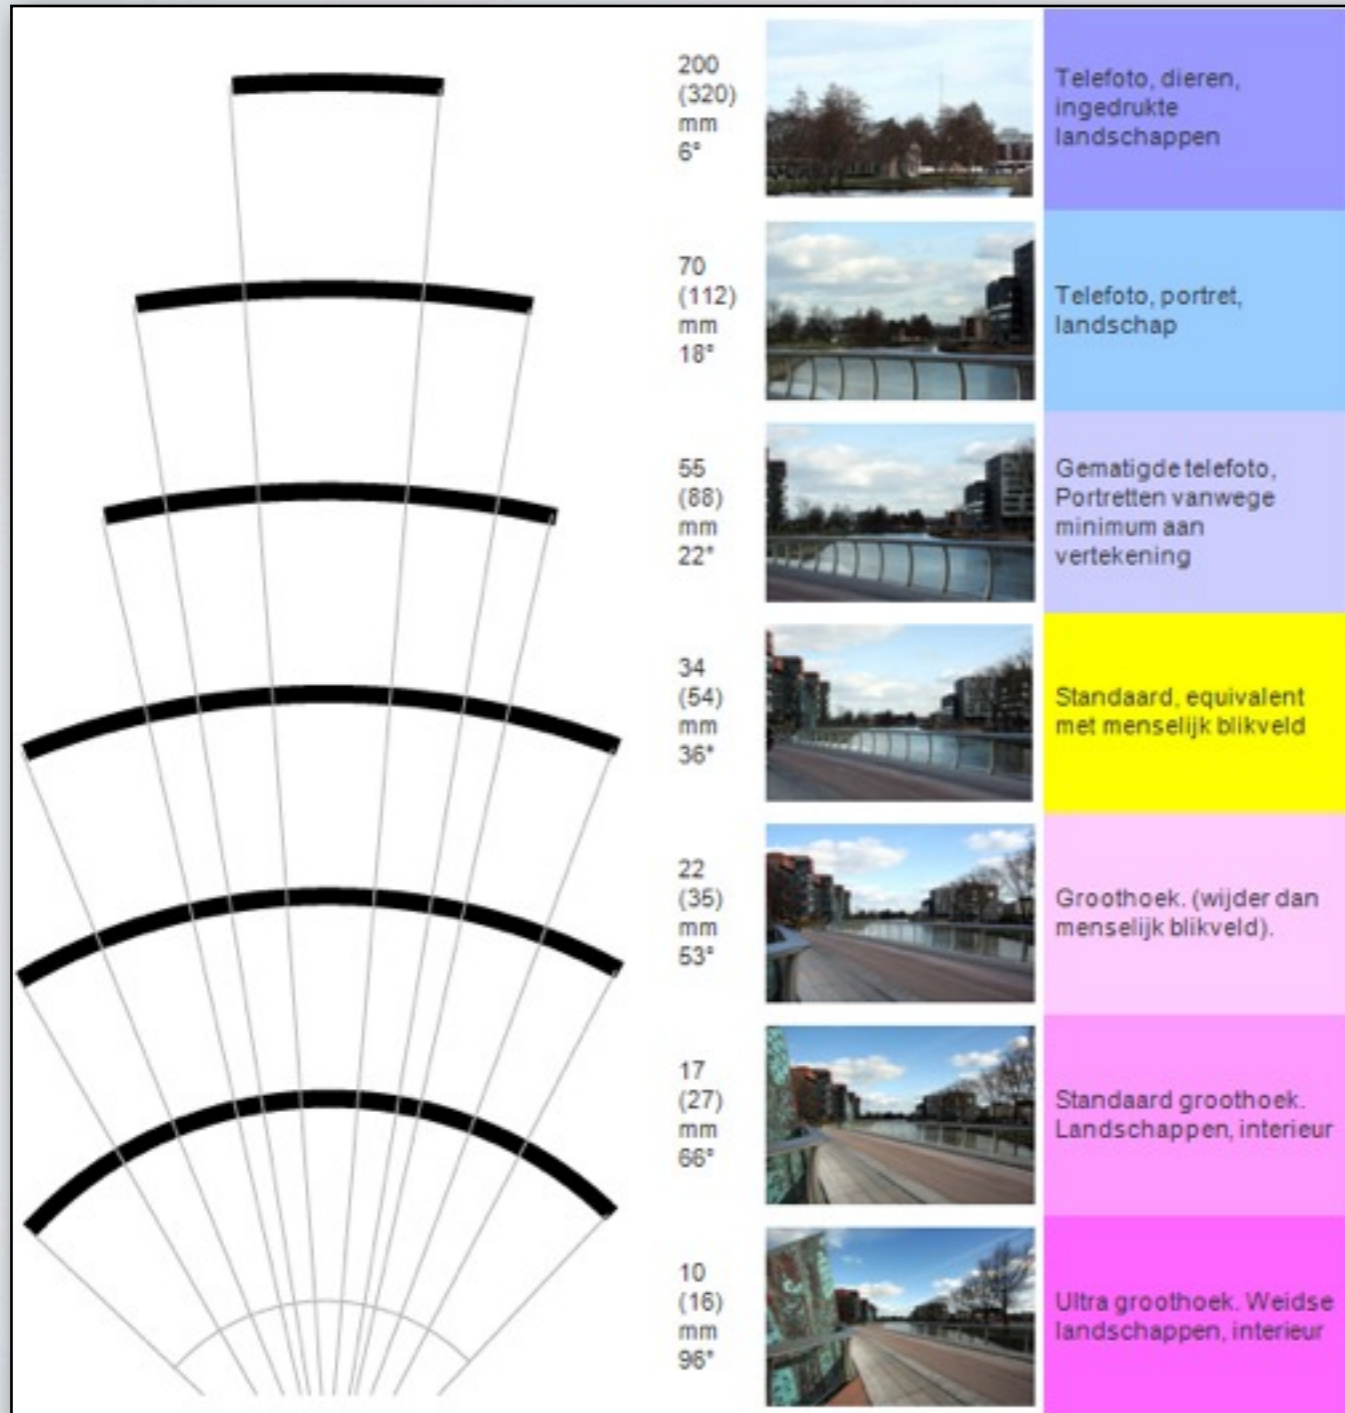 200
(320)
mm
6°
Telefoto, dieren,
ingedrukte
landschappen
70
(112)
mm
18°
Telefoto, portret,
landschap
55
(88)
mm
22°
Gematigde telefoto,
Portretten vanwege
minimum aan
vertekening
34
(54)
mm
36°
Standaard, equivalent
met menselijk blikveld
22
(35)
mm
53°
Groothoek. (wijder dan
menselijk blikveld).
17
(27)
mm
66°
Standaard groothoek.
Landschappen, interieur
10
(16)
mm
96°
Ultra groothoek. Weidse
landschappen, interieur